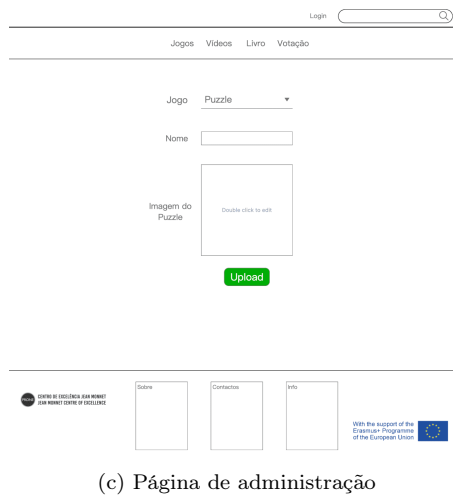 Login
Jogos Vídeos Livro Votação
Jogo Puzzle
Nome
Imagem do
Puzzle
Double click to edit
Upload
CENTRO DE EXCELÊNCIA JEAN MONNET
JEAN MONNET CENTRE OF EXCELLENCE
Sobre
Contactos
Info
With the support of the
Erasmus+ Programme
of the European Union
(c) Página de administração